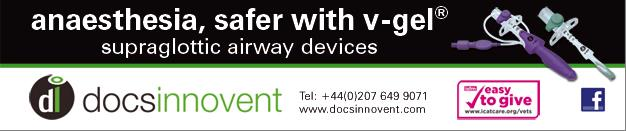 anaesthesia, safer with v-gel®
supraglottic airway devices
di docsinnovent
Tel: +44(0)207 649 9071
www.docsinnovent.com
easy
to give
www.icatcare.org/vets
f